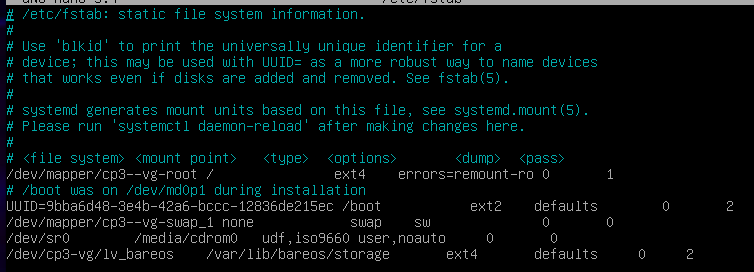 /etc/fstab
# /etc/fstab: static file system information.
#
# Use 'blkid' to print the universally unique identifier for a
# device; this may be used with UUID= as a more robust way to name devices
# that works even if disks are added and removed. See fstab(5).
#
# systemd generates mount units based on this file, see systemd.mount(5).
# Please run 'systemctl daemon-reload' after making changes here.
#
# <file system> <mount point>   <type>  <options>       <dump>  <pass>
/dev/mapper/cp3--vg-root /               ext4    errors=remount-ro 0       1
# /boot was on /dev/md0p1 during installation
UUID=9bba6d48-3e4b-42a6-bccc-12836de215ec /boot           ext2    defaults        0       2
/dev/mapper/cp3--vg-swap_1 none            swap    sw              0       0
/dev/sr0        /media/cdrom0   udf,iso9660 user,noauto     0       0
/dev/cp3-vg/lv_bareos    /var/lib/bareos/storage       ext4       defaults     0     2